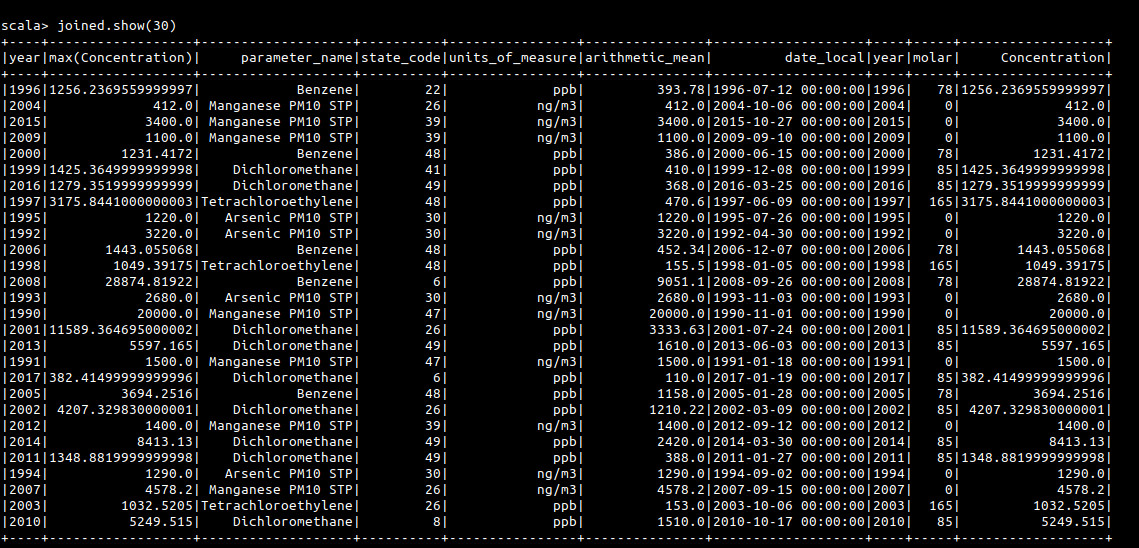 scala> joined.show(30)
+----+------------------+--------------------+----------+----------------+---------------+-------------------+----+-----+------------------+
|year|max(Concentration)|      parameter_name|state_code|units_of_measure|arithmetic_mean|         date_local|year|molar|     Concentration|
+----+------------------+--------------------+----------+----------------+---------------+-------------------+----+-----+------------------+
|1996|1256.2369559999997|             Benzene|        22|             ppb|         393.78|1996-07-12 00:00:00|1996|   78|1256.2369559999997|
|2004|             412.0|  Manganese PM10 STP|        26|           ng/m3|          412.0|2004-10-06 00:00:00|2004|    0|             412.0|
|2015|            3400.0|  Manganese PM10 STP|        39|           ng/m3|         3400.0|2015-10-27 00:00:00|2015|    0|            3400.0|
|2009|            1100.0|  Manganese PM10 STP|        39|           ng/m3|         1100.0|2009-09-10 00:00:00|2009|    0|            1100.0|
|2000|         1231.4172|             Benzene|        48|             ppb|          386.0|2000-06-15 00:00:00|2000|   78|         1231.4172|
|1999|1425.3649999999998|     Dichloromethane|        41|             ppb|          410.0|1999-12-08 00:00:00|1999|   85|1425.3649999999998|
|2016|1279.3519999999999|     Dichloromethane|        49|             ppb|          368.0|2016-03-25 00:00:00|2016|   85|1279.3519999999999|
|1997|3175.8441000000003| Tetrachloroethylene|        48|             ppb|          470.6|1997-06-09 00:00:00|1997|  165|3175.8441000000003|
|1995|            1220.0|    Arsenic PM10 STP|        30|           ng/m3|         1220.0|1995-07-26 00:00:00|1995|    0|            1220.0|
|1992|            3220.0|    Arsenic PM10 STP|        30|           ng/m3|         3220.0|1992-04-30 00:00:00|1992|    0|            3220.0|
|2006|       1443.055068|             Benzene|        48|             ppb|         452.34|2006-12-07 00:00:00|2006|   78|       1443.055068|
|1998|        1049.39175| Tetrachloroethylene|        48|             ppb|          155.5|1998-01-05 00:00:00|1998|  165|        1049.39175|
|2008|       28874.81922|             Benzene|         6|             ppb|         9051.1|2008-09-26 00:00:00|2008|   78|       28874.81922|
|1993|            2680.0|    Arsenic PM10 STP|        30|           ng/m3|         2680.0|1993-11-03 00:00:00|1993|    0|            2680.0|
|1990|           20000.0|  Manganese PM10 STP|        47|           ng/m3|        20000.0|1990-11-01 00:00:00|1990|    0|           20000.0|
|2001|11589.364695000002|     Dichloromethane|        26|             ppb|        3333.63|2001-07-24 00:00:00|2001|   85|11589.364695000002|
|2013|          5597.165|     Dichloromethane|        49|             ppb|         1610.0|2013-06-03 00:00:00|2013|   85|          5597.165|
|1991|            1500.0|  Manganese PM10 STP|        47|           ng/m3|         1500.0|1991-01-18 00:00:00|1991|    0|            1500.0|
|2017|382.41499999999996|     Dichloromethane|         6|             ppb|          110.0|2017-01-19 00:00:00|2017|   85|382.41499999999996|
|2005|         3694.2516|             Benzene|        48|             ppb|         1158.0|2005-01-28 00:00:00|2005|   78|         3694.2516|
|2002| 4207.329830000001|     Dichloromethane|        26|             ppb|        1210.22|2002-03-09 00:00:00|2002|   85| 4207.329830000001|
|2012|            1400.0|  Manganese PM10 STP|        39|           ng/m3|         1400.0|2012-09-12 00:00:00|2012|    0|            1400.0|
|2014|           8413.13|     Dichloromethane|        49|             ppb|         2420.0|2014-03-30 00:00:00|2014|   85|           8413.13|
|2011|1348.8819999999998|     Dichloromethane|        49|             ppb|          388.0|2011-01-27 00:00:00|2011|   85|1348.8819999999998|
|1994|            1290.0|    Arsenic PM10 STP|        30|           ng/m3|         1290.0|1994-09-02 00:00:00|1994|    0|            1290.0|
|2007|            4578.2|  Manganese PM10 STP|        26|           ng/m3|         4578.2|2007-09-15 00:00:00|2007|    0|            4578.2|
|2003|         1032.5205| Tetrachloroethylene|        26|             ppb|          153.0|2003-10-06 00:00:00|2003|  165|         1032.5205|
|2010|          5249.515|     Dichloromethane|         8|             ppb|         1510.0|2010-10-17 00:00:00|2010|   85|          5249.515|
+----+------------------+--------------------+----------+----------------+---------------+-------------------+----+-----+------------------+